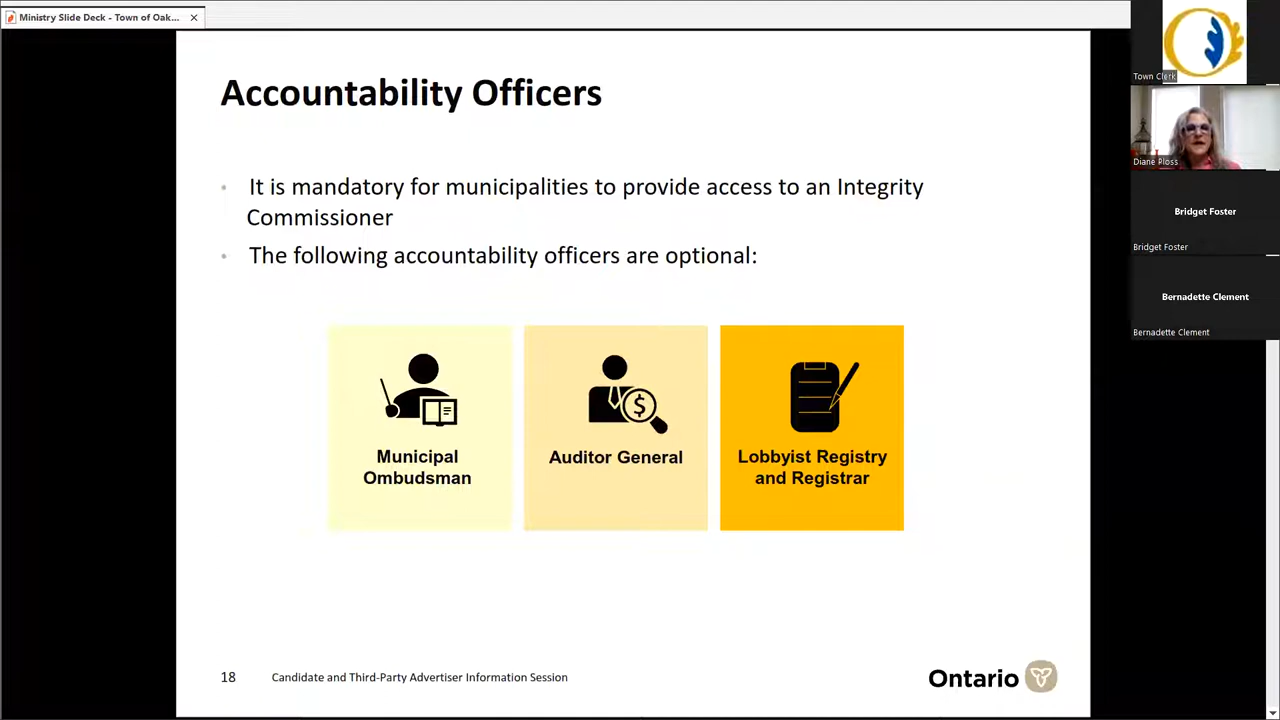 Ministry Slide Deck - Town of Oak...
Accountability Officers
It is mandatory for municipalities to provide access to an Integrity
Commissioner
The following accountability officers are optional:
Municipal
Ombudsman
$
Auditor General
Lobbyist Registry
and Registrar
18
Candidate and Third-Party Advertiser Information Session
Ontario
Town Clerk
Diane Ploss
Bridget Foster
Bridget Foster
Bernadette Clement
Bernadette Clement